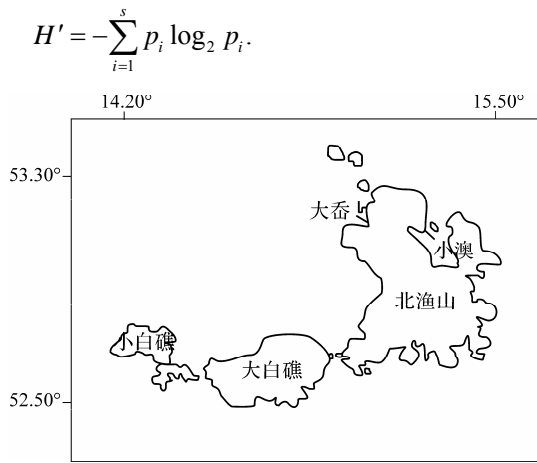 H′ = −∑_{i=1}^{s} p_i log_2 p_i.
14.20° 15.50°
53.30°
大岙
小澳
北渔山
小白礁
大白礁
52.50°